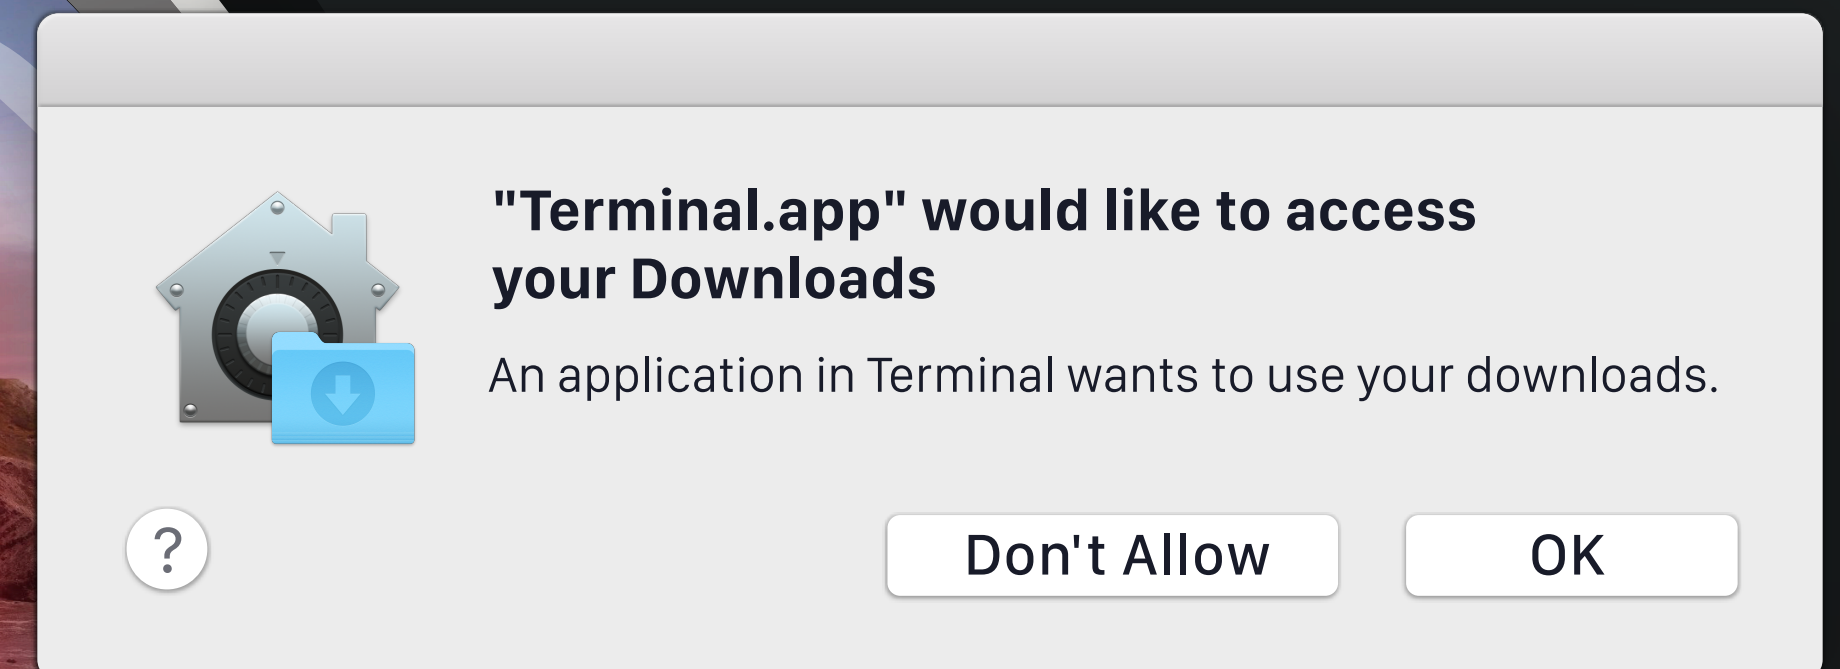 "Terminal.app" would like to access
your Downloads
An application in Terminal wants to use your downloads.
?
Don't Allow
OK